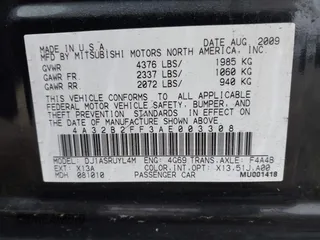 MADE IN U.S.A. DATE AUG. 2009
MFD BY MITSUBISHI MOTORS NORTH AMERICA, INC.
GVWR 4376 LBS/ 1985 KG
GAWR FR 2337 LBS/ 1060 KG
GAWR RR 2072 LBS/ 940 KG
THIS VEHICLE CONFORMS TO ALL APPLICABLE
FEDERAL MOTOR VEHICLE SAFETY, BUMPER, AND
THEFT PREVENTION STANDARDS IN EFFECT ON
THE DATE OF MANUFACTURE SHOWN ABOVE.
4A32B2FF3AE003308
MODEL: DJ1ASRUYL4M ENG: 4G69 TRANS.AXLE: F4A4B
EXT: X13A COLOR.INT.OPT: X13.51J.A00
MDH 081010 PASSENGER CAR MU001418